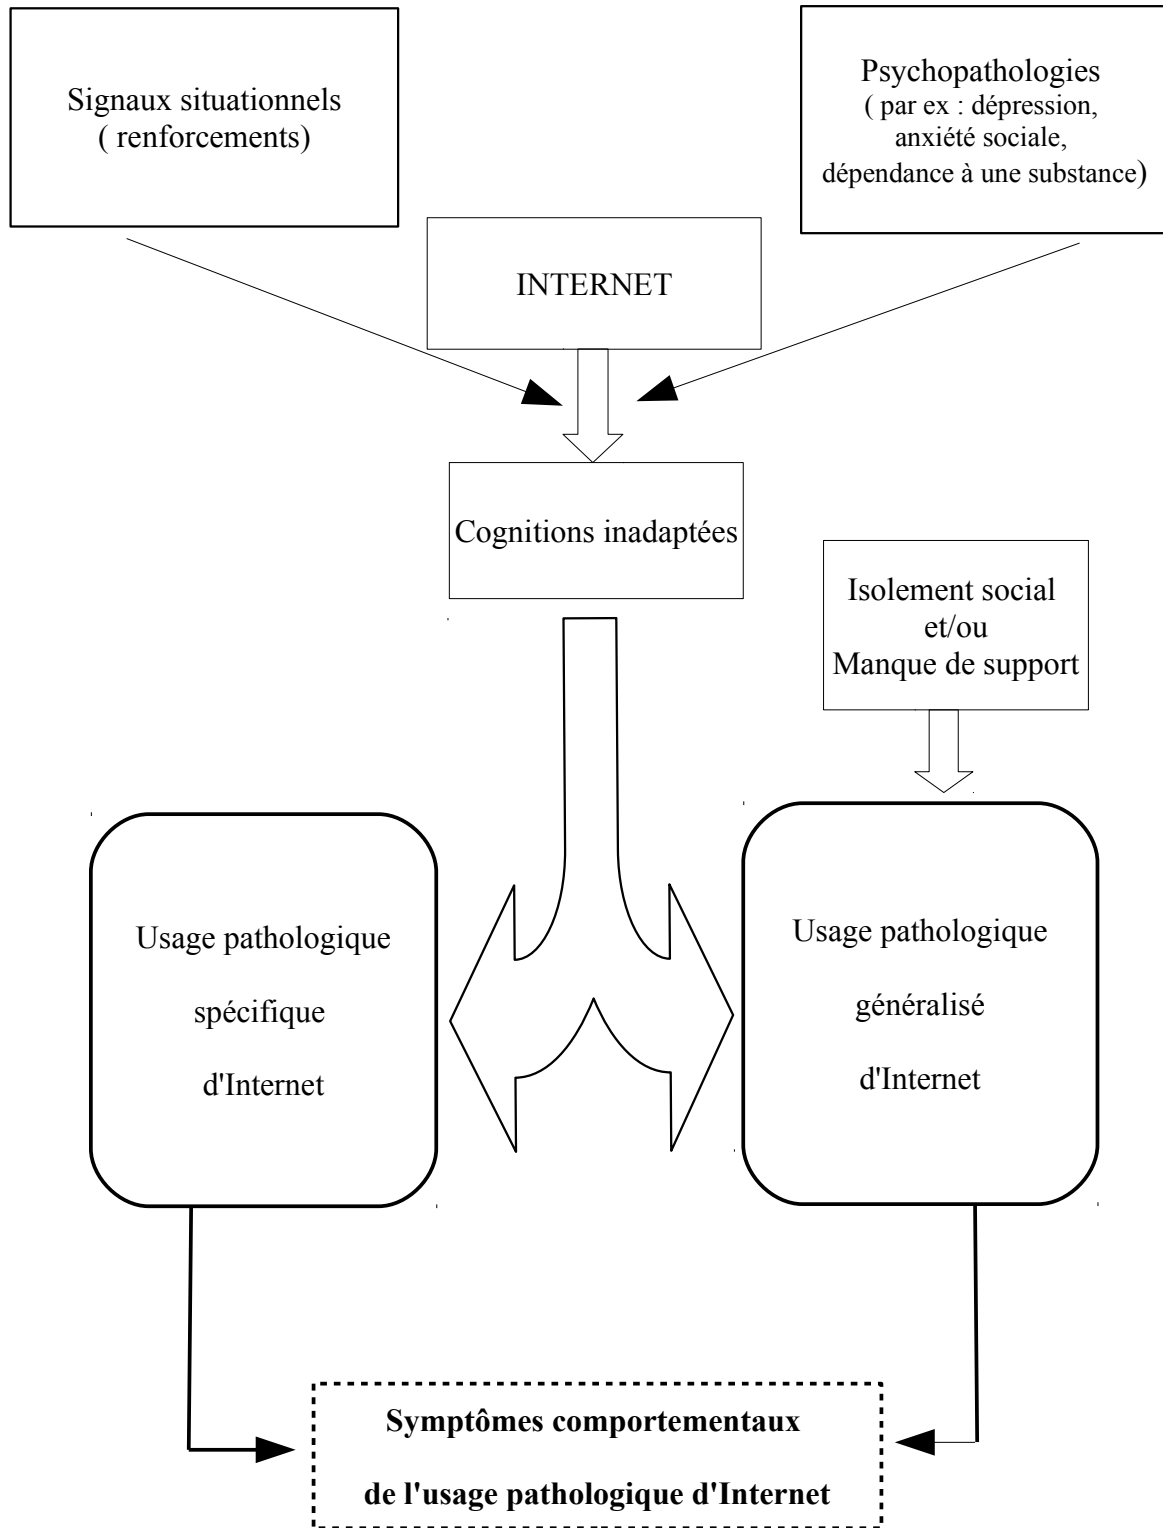 Signaux situationnels
( renforcements)
Psychopathologies
( par ex : dépression,
anxiété sociale,
dépendance à une substance)
INTERNET
Cognitions inadaptées
Isolement social
et/ou
Manque de support
Usage pathologique
spécifique
d'Internet
Usage pathologique
généralisé
d'Internet
Symptômes comportementaux
de l'usage pathologique d'Internet